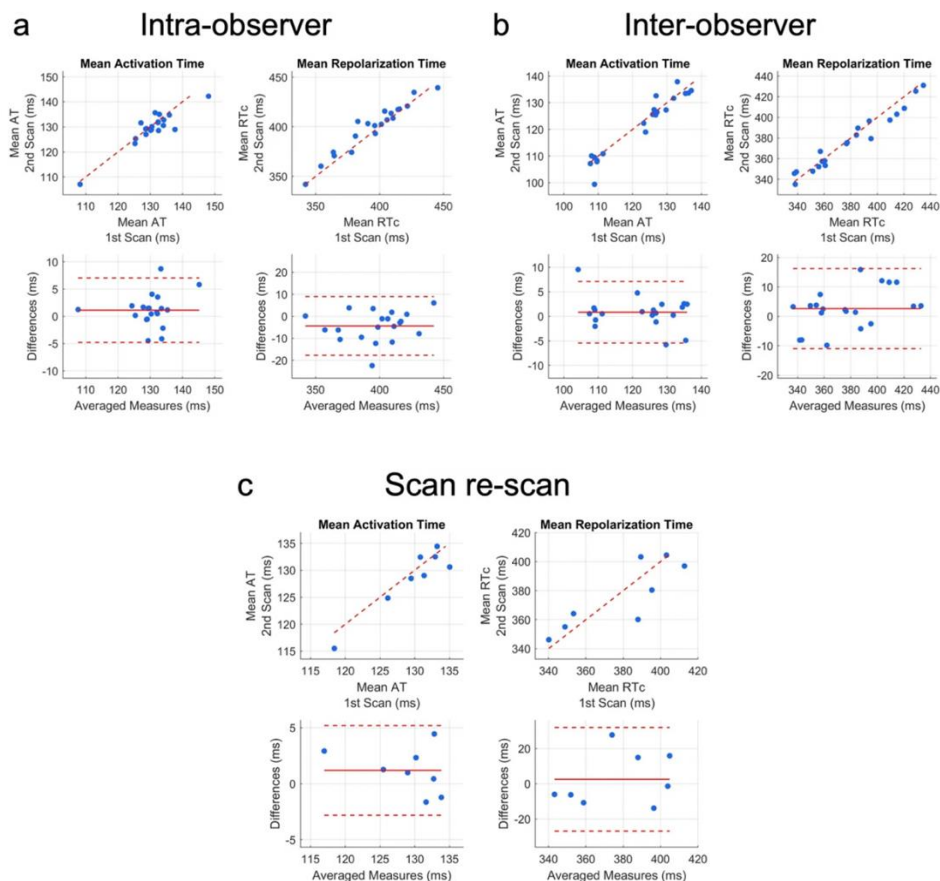 a Intra-observer
Mean Activation Time
150
140
130
120
110
Mean AT
2nd Scan (ms)
110 120 130 140 150
Mean AT
1st Scan (ms)
Mean Repolarization Time
450
400
350
Mean RTc
2nd Scan (ms)
350 400 450
Mean RTc
1st Scan (ms)
10
5
0
-5
-10
Differences (ms)
110 120 130 140 150
Averaged Measures (ms)
10
0
-10
-20
Differences (ms)
350 400 450
Averaged Measures (ms)
b Inter-observer
Mean Activation Time
140
130
120
110
100
Mean AT
2nd Scan (ms)
100 110 120 130 140
Mean AT
1st Scan (ms)
Mean Repolarization Time
440
420
400
380
360
340
Mean RTc
2nd Scan (ms)
340 360 380 400 420 440
Mean RTc
1st Scan (ms)
10
5
0
-5
-10
Differences (ms)
100 110 120 130 140
Averaged Measures (ms)
20
10
0
-10
-20
Differences (ms)
340 360 380 400 420 440
Averaged Measures (ms)
c Scan re-scan
Mean Activation Time
135
130
125
120
115
Mean AT
2nd Scan (ms)
115 120 125 130 135
Mean AT
1st Scan (ms)
Mean Repolarization Time
420
400
380
360
340
Mean RTc
2nd Scan (ms)
340 360 380 400 420
Mean RTc
1st Scan (ms)
5
0
-5
Differences (ms)
115 120 125 130 135
Averaged Measures (ms)
20
0
-20
Differences (ms)
340 360 380 400 420
Averaged Measures (ms)